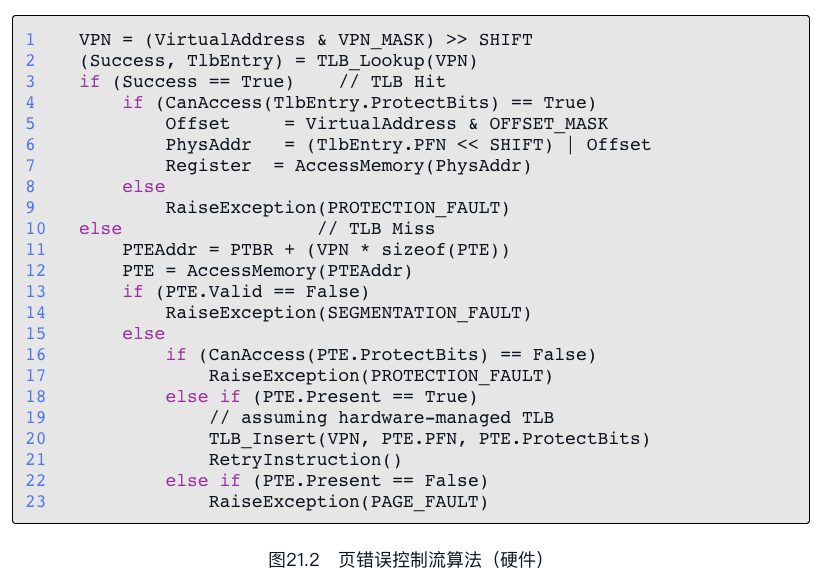 1 VPN = (VirtualAddress & VPN_MASK) >> SHIFT
2 (Success, TlbEntry) = TLB_Lookup(VPN)
3 if (Success == True) // TLB Hit
4 if (CanAccess(TlbEntry.ProtectBits) == True)
5 Offset = VirtualAddress & OFFSET_MASK
6 PhysAddr = (TlbEntry.PFN << SHIFT) | Offset
7 Register = AccessMemory(PhysAddr)
8 else
9 RaiseException(PROTECTION_FAULT)
10 else // TLB Miss
11 PTEAddr = PTBR + (VPN * sizeof(PTE))
12 PTE = AccessMemory(PTEAddr)
13 if (PTE.Valid == False)
14 RaiseException(SEGMENTATION_FAULT)
15 else
16 if (CanAccess(PTE.ProtectBits) == False)
17 RaiseException(PROTECTION_FAULT)
18 else if (PTE.Present == True)
19 // assuming hardware-managed TLB
20 TLB_Insert(VPN, PTE.PFN, PTE.ProtectBits)
21 RetryInstruction()
22 else if (PTE.Present == False)
23 RaiseException(PAGE_FAULT)
图21.2 页错误控制流算法（硬件）